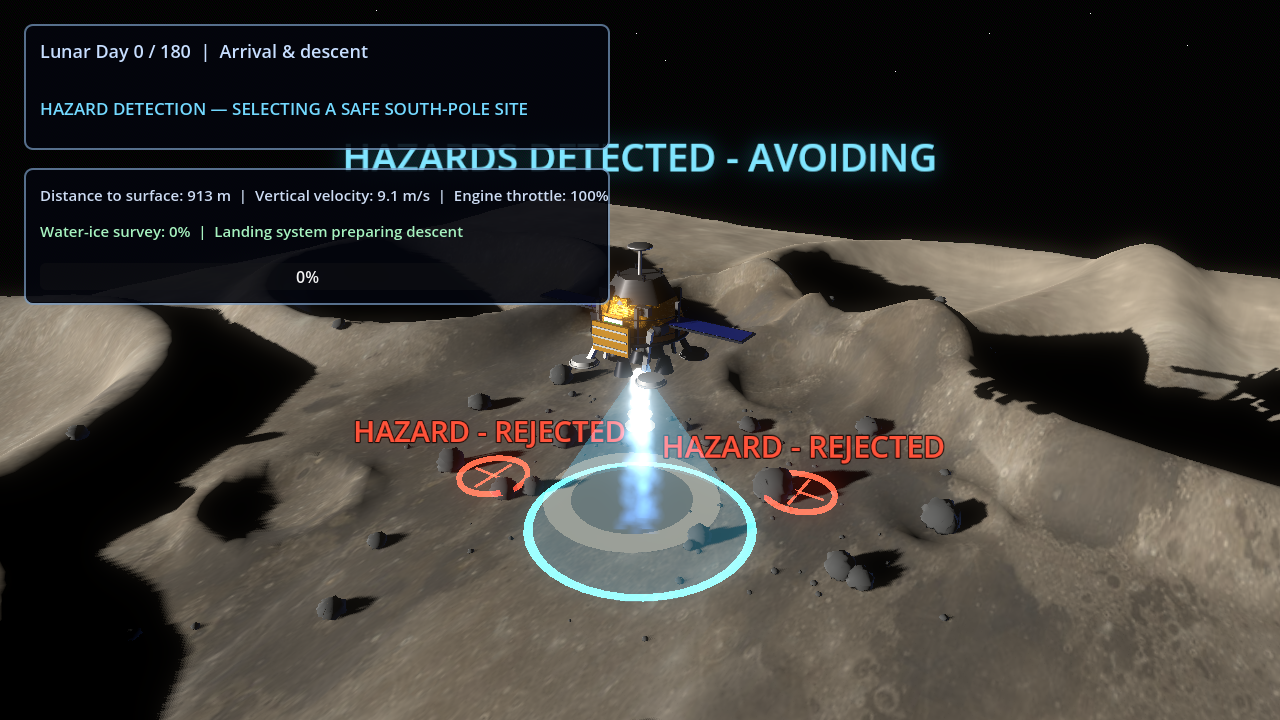 Lunar Day 0 / 180 | Arrival & descent
HAZARD DETECTION — SELECTING A SAFE SOUTH-POLE SITE
HAZARDS DETECTED - AVOIDING
Distance to surface: 913 m | Vertical velocity: 9.1 m/s | Engine throttle: 100%
Water-ice survey: 0% | Landing system preparing descent
0%
HAZARD - REJECTED
HAZARD - REJECTED